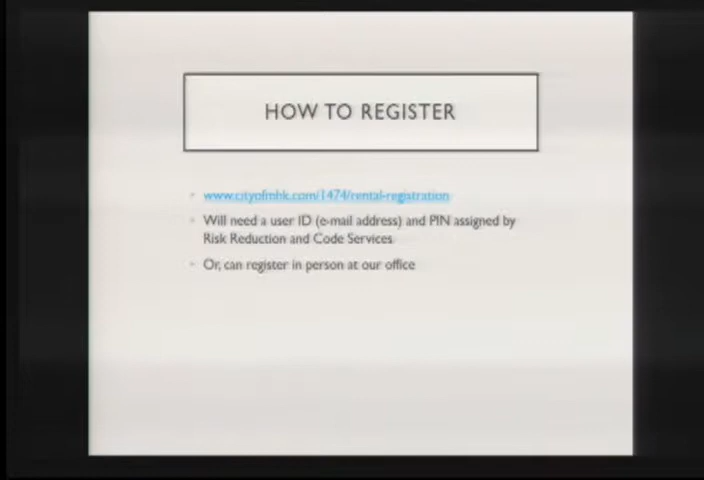 HOW TO REGISTER
www.cityofmhk.com/1474/rental-registration
Will need a user ID (e-mail address) and PIN assigned by
Risk Reduction and Code Services
Or, can register in person at our office